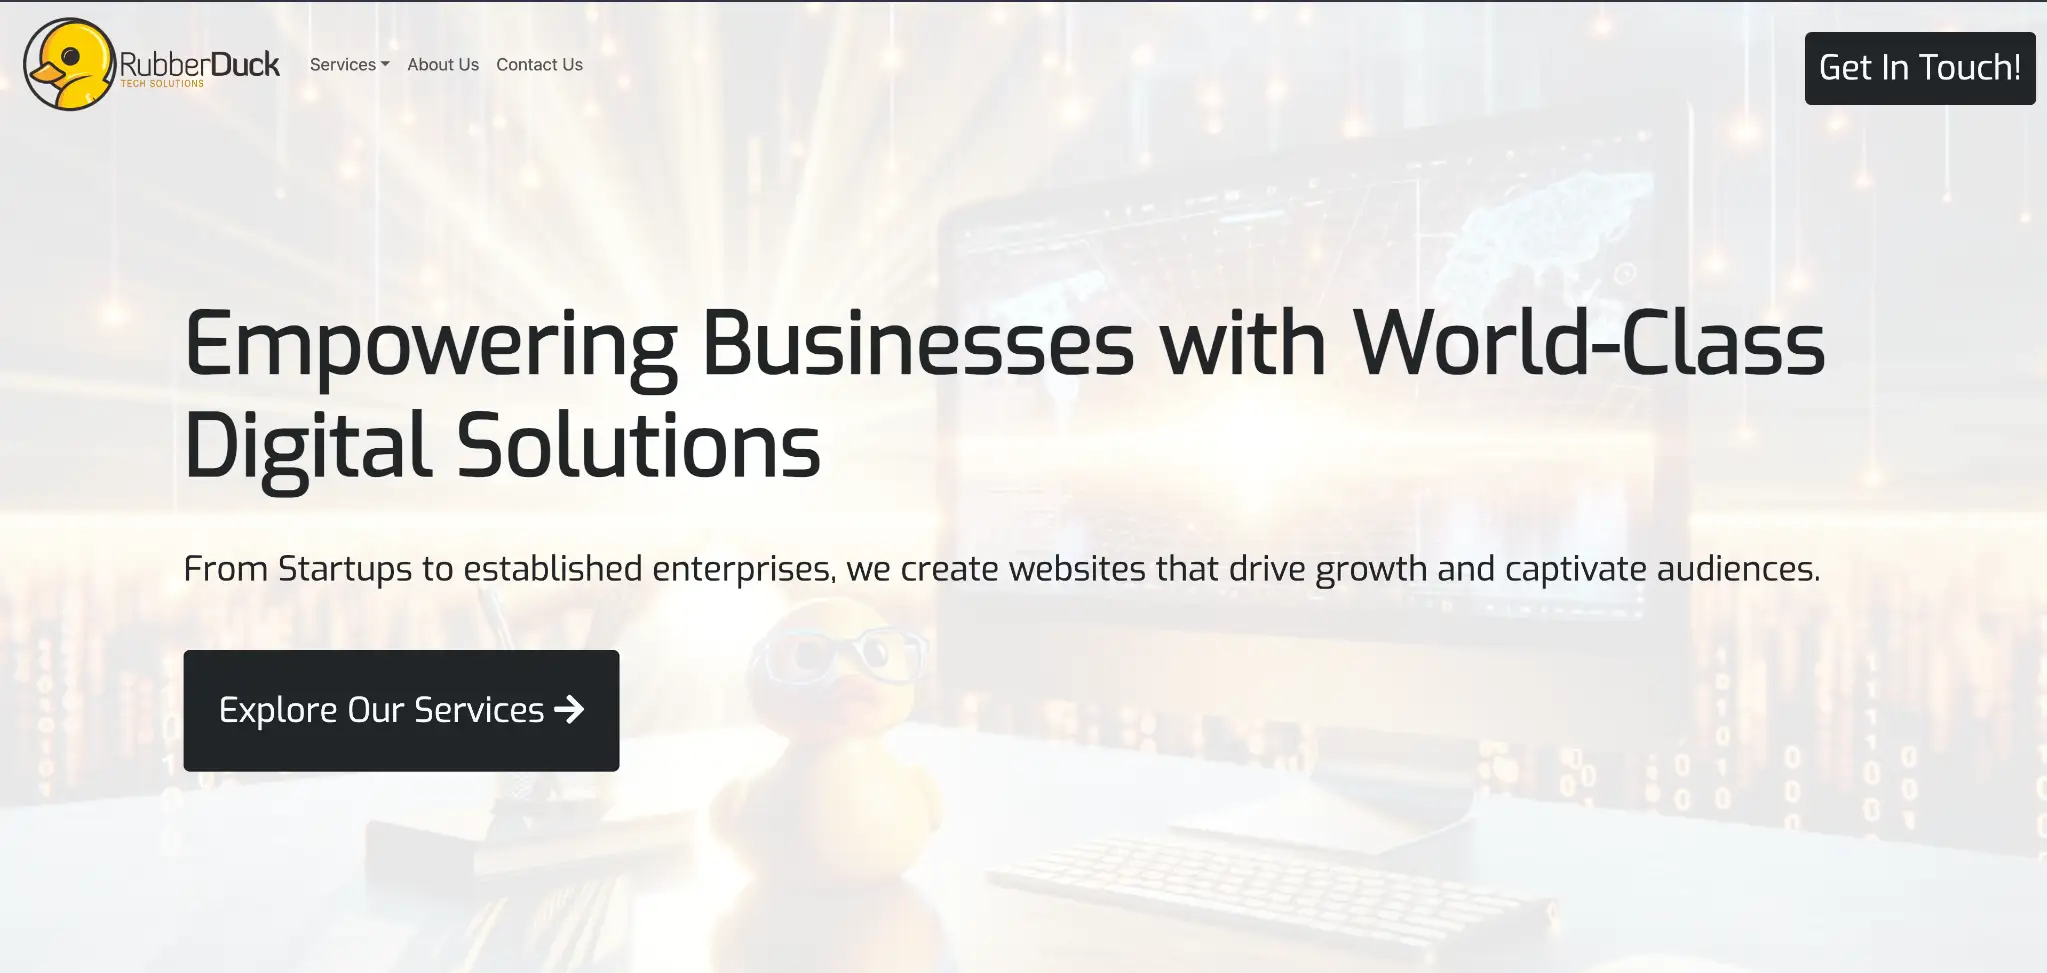 RubberDuck
TECH SOLUTIONS
Services
About Us
Contact Us
Get In Touch!
Empowering Businesses with World-Class
Digital Solutions
From Startups to established enterprises, we create websites that drive growth and captivate audiences.
Explore Our Services